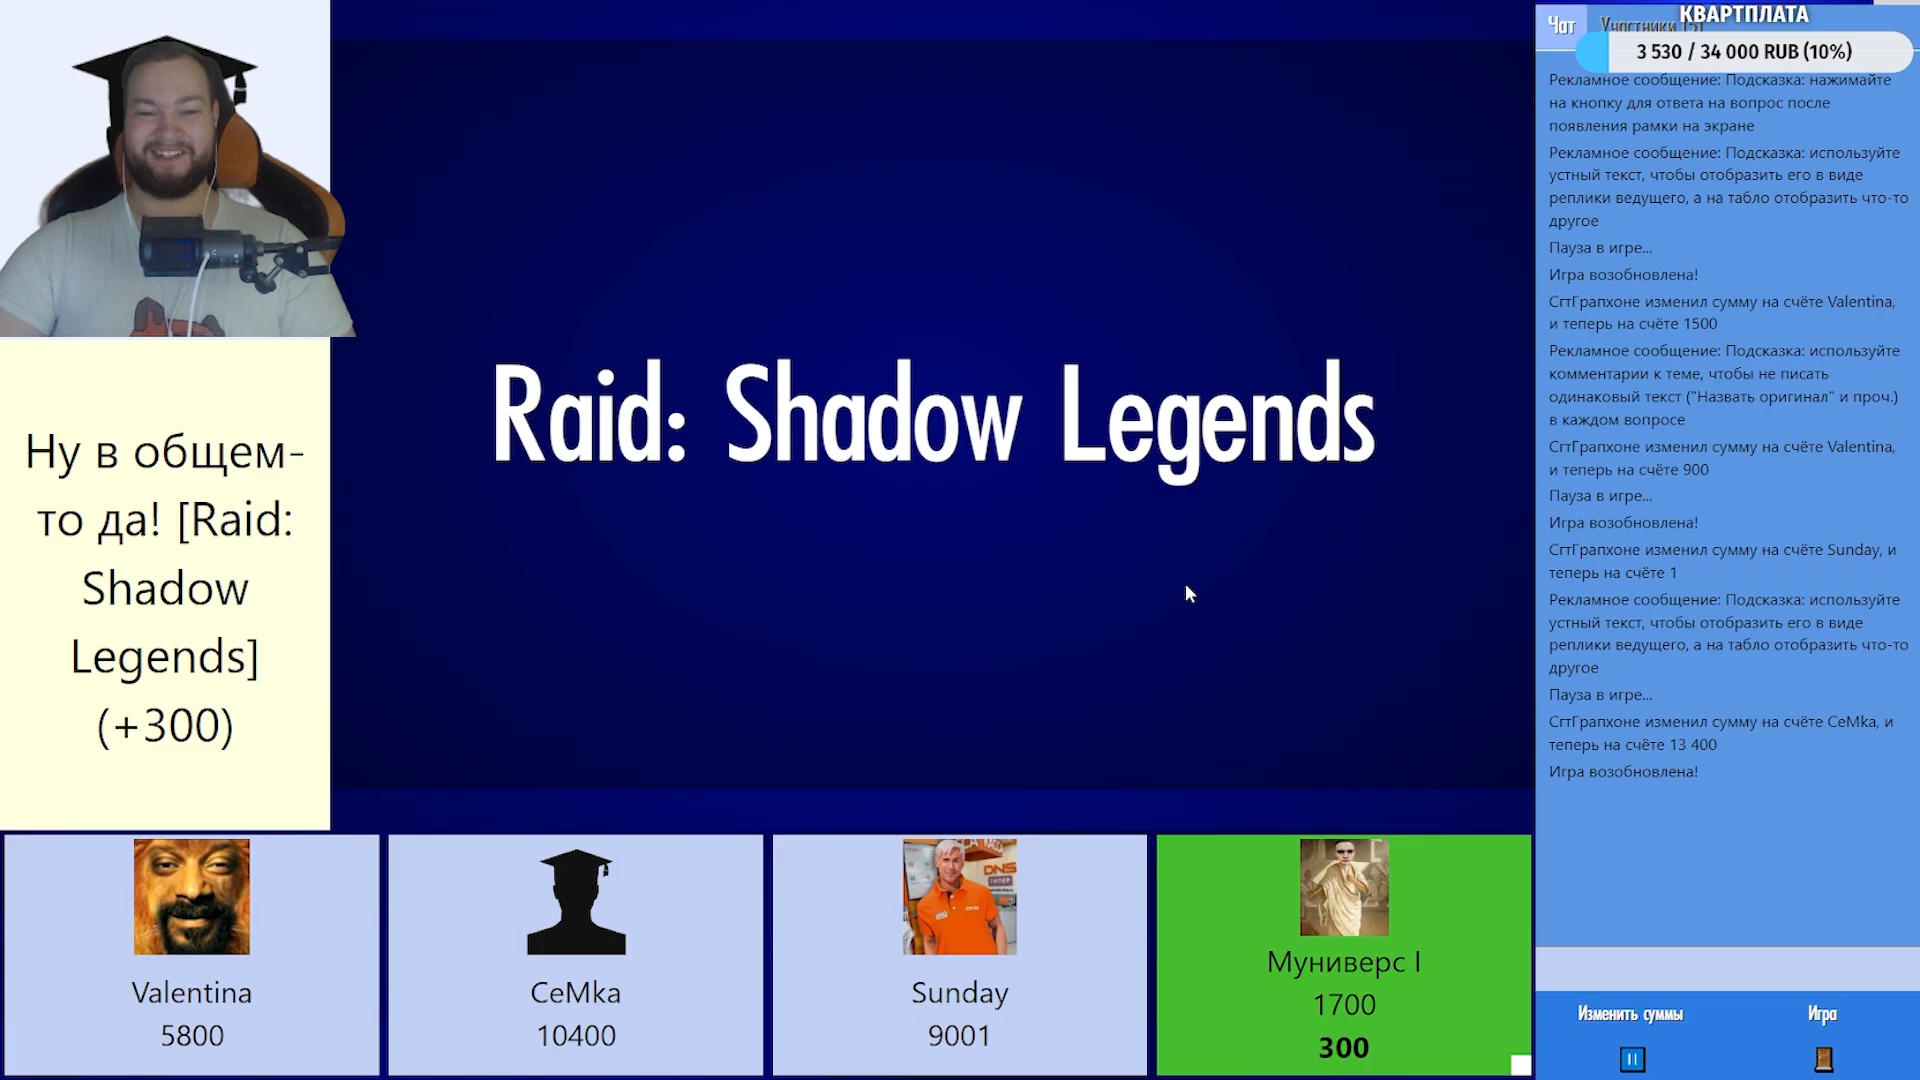 КВАРТПЛАТА
3 530 / 34 000 RUB (10%)
Чат
Участники
Raid: Shadow Legends
Ну в общем-
то да! [Raid:
Shadow
Legends]
(+300)
Рекламное сообщение: Подсказка: нажимайте
на кнопку для ответа на вопрос после
появления рамки на экране
Рекламное сообщение: Подсказка: используйте
устный текст, чтобы отобразить его в виде
реплики ведущего, а на табло отобразить что-то
другое
Пауза в игре...
Игра возобновлена!
СгтГрапхоне изменил сумму на счёте Valentina,
и теперь на счёте 1500
Рекламное сообщение: Подсказка: используйте
комментарии к теме, чтобы не писать
одинаковый текст ("Назвать оригинал" и проч.)
в каждом вопросе
СгтГрапхоне изменил сумму на счёте Valentina,
и теперь на счёте 900
Пауза в игре...
Игра возобновлена!
СгтГрапхоне изменил сумму на счёте Sunday, и
теперь на счёте 1
Рекламное сообщение: Подсказка: используйте
устный текст, чтобы отобразить его в виде
реплики ведущего, а на табло отобразить что-то
другое
Пауза в игре...
СгтГрапхоне изменил сумму на счёте CeMka, и
теперь на счёте 13 400
Игра возобновлена!
Valentina
5800
CeMka
10400
DNS
ГИПЕР
Sunday
9001
Муниверс I
1700
300
Изменить суммы
Игра